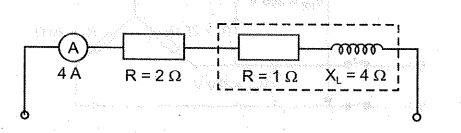 A
4 A
R = 2 Ω
R = 1 Ω
X_L = 4 Ω